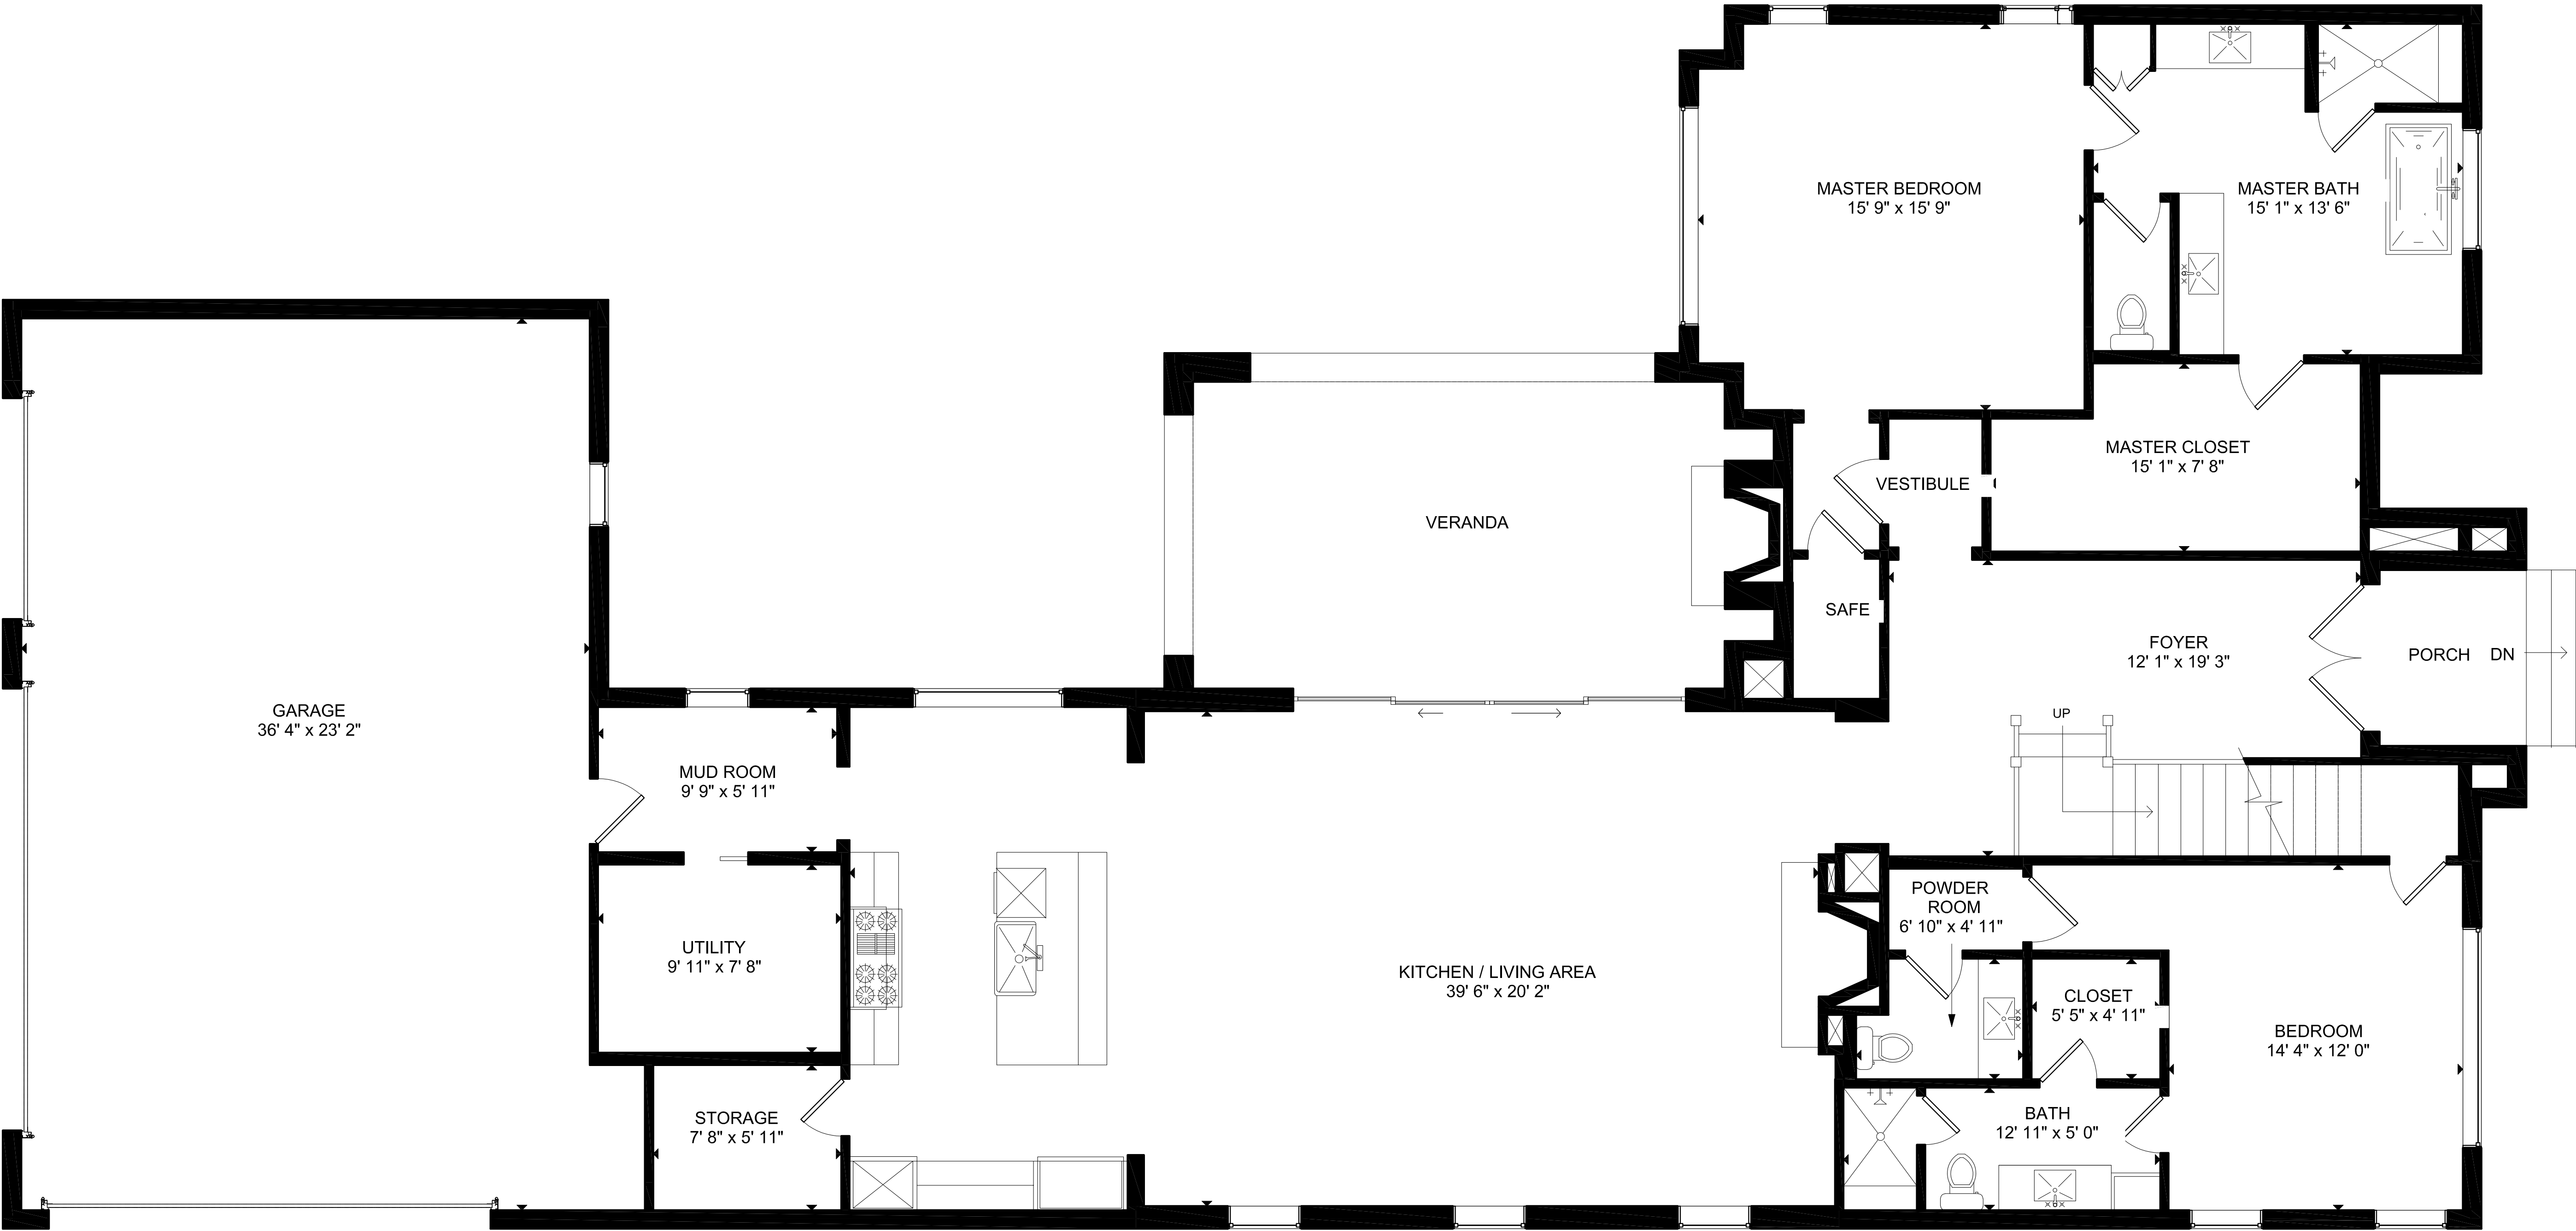 MASTER BEDROOM
15' 9" x 15' 9"
MASTER BATH
15' 1" x 13' 6"
MASTER CLOSET
15' 1" x 7' 8"
VESTIBULE
VERANDA
SAFE
FOYER
12' 1" x 19' 3"
PORCH DN
UP
GARAGE
36' 4" x 23' 2"
MUD ROOM
9' 9" x 5' 11"
UTILITY
9' 11" x 7' 8"
KITCHEN / LIVING AREA
39' 6" x 20' 2"
POWDER
ROOM
6' 10" x 4' 11"
CLOSET
5' 5" x 4' 11"
BEDROOM
14' 4" x 12' 0"
STORAGE
7' 8" x 5' 11"
BATH
12' 11" x 5' 0"